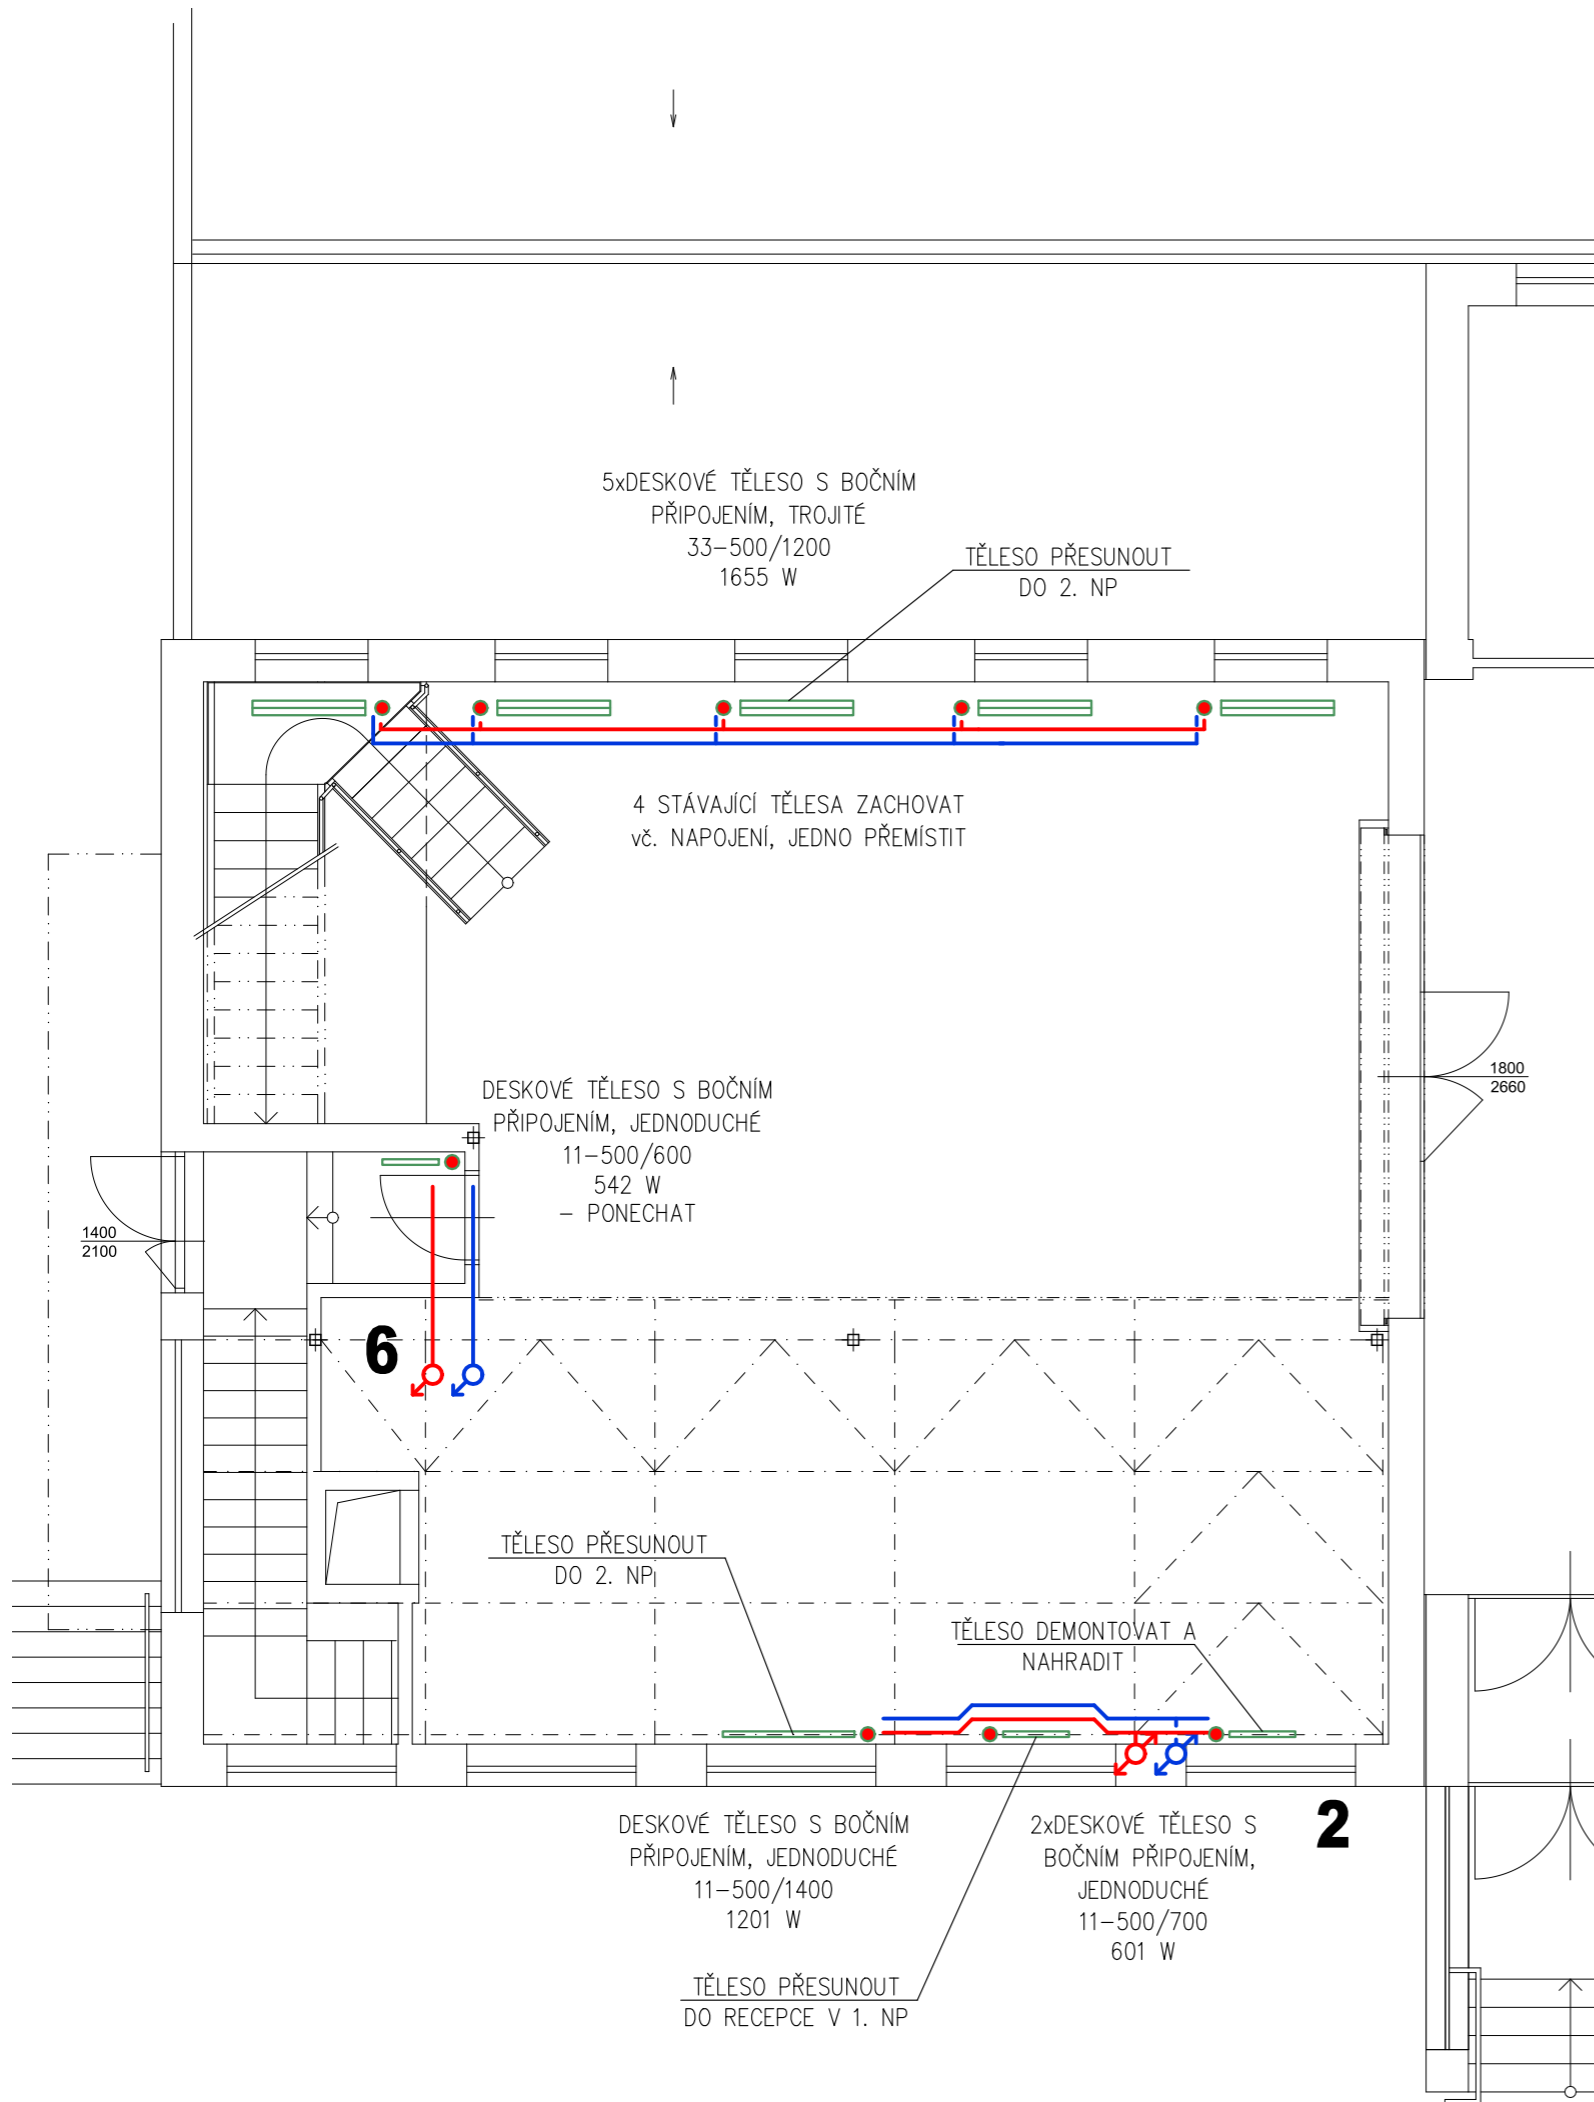 5xDESKOVÉ TĚLESO S BOČNÍM
PŘIPOJENÍM, TROJITÉ
33-500/1200
1655 W
TĚLESO PŘESUNOUT
DO 2. NP
4 STÁVAJÍCÍ TĚLESA ZACHOVAT
vč. NAPOJENÍ, JEDNO PŘEMÍSTIT
1800
2660
DESKOVÉ TĚLESO S BOČNÍM
PŘIPOJENÍM, JEDNODUCHÉ
11-500/600
542 W
- PONECHAT
1400
2100
6
TĚLESO PŘESUNOUT
DO 2. NP
TĚLESO DEMONTOVAT A
NAHRADIT
DESKOVÉ TĚLESO S BOČNÍM
PŘIPOJENÍM, JEDNODUCHÉ
11-500/1400
1201 W
2xDESKOVÉ TĚLESO S
BOČNÍM PŘIPOJENÍM,
JEDNODUCHÉ
11-500/700
601 W
2
TĚLESO PŘESUNOUT
DO RECEPCE V 1. NP